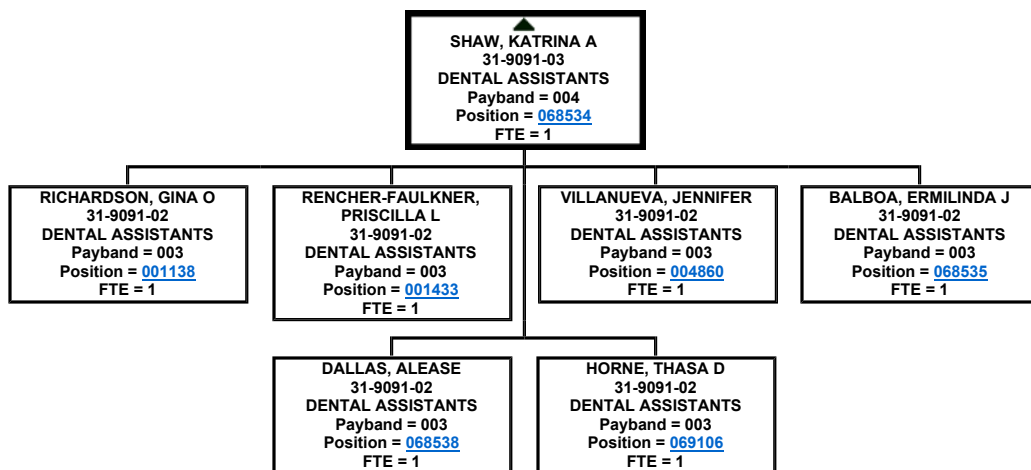 SHAW, KATRINA A
31-9091-03
DENTAL ASSISTANTS
Payband = 004
Position = 068534
FTE = 1
RICHARDSON, GINA O
31-9091-02
DENTAL ASSISTANTS
Payband = 003
Position = 001138
FTE = 1
RENCHER-FAULKNER,
PRISCILLA L
31-9091-02
DENTAL ASSISTANTS
Payband = 003
Position = 001433
FTE = 1
VILLANUEVA, JENNIFER
31-9091-02
DENTAL ASSISTANTS
Payband = 003
Position = 004860
FTE = 1
BALBOA, ERMILINDA J
31-9091-02
DENTAL ASSISTANTS
Payband = 003
Position = 068535
FTE = 1
DALLAS, ALEASE
31-9091-02
DENTAL ASSISTANTS
Payband = 003
Position = 068538
FTE = 1
HORNE, THASA D
31-9091-02
DENTAL ASSISTANTS
Payband = 003
Position = 069106
FTE = 1